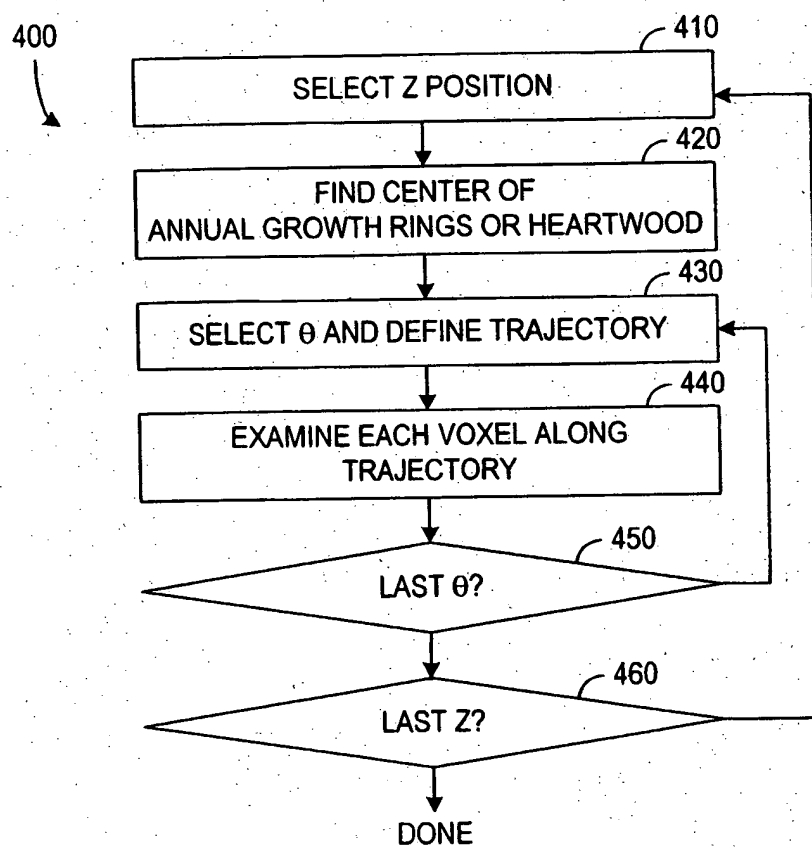 400
410
SELECT Z POSITION
420
FIND CENTER OF
ANNUAL GROWTH RINGS OR HEARTWOOD
430
SELECT θ AND DEFINE TRAJECTORY
440
EXAMINE EACH VOXEL ALONG
TRAJECTORY
450
LAST θ?
460
LAST Z?
DONE